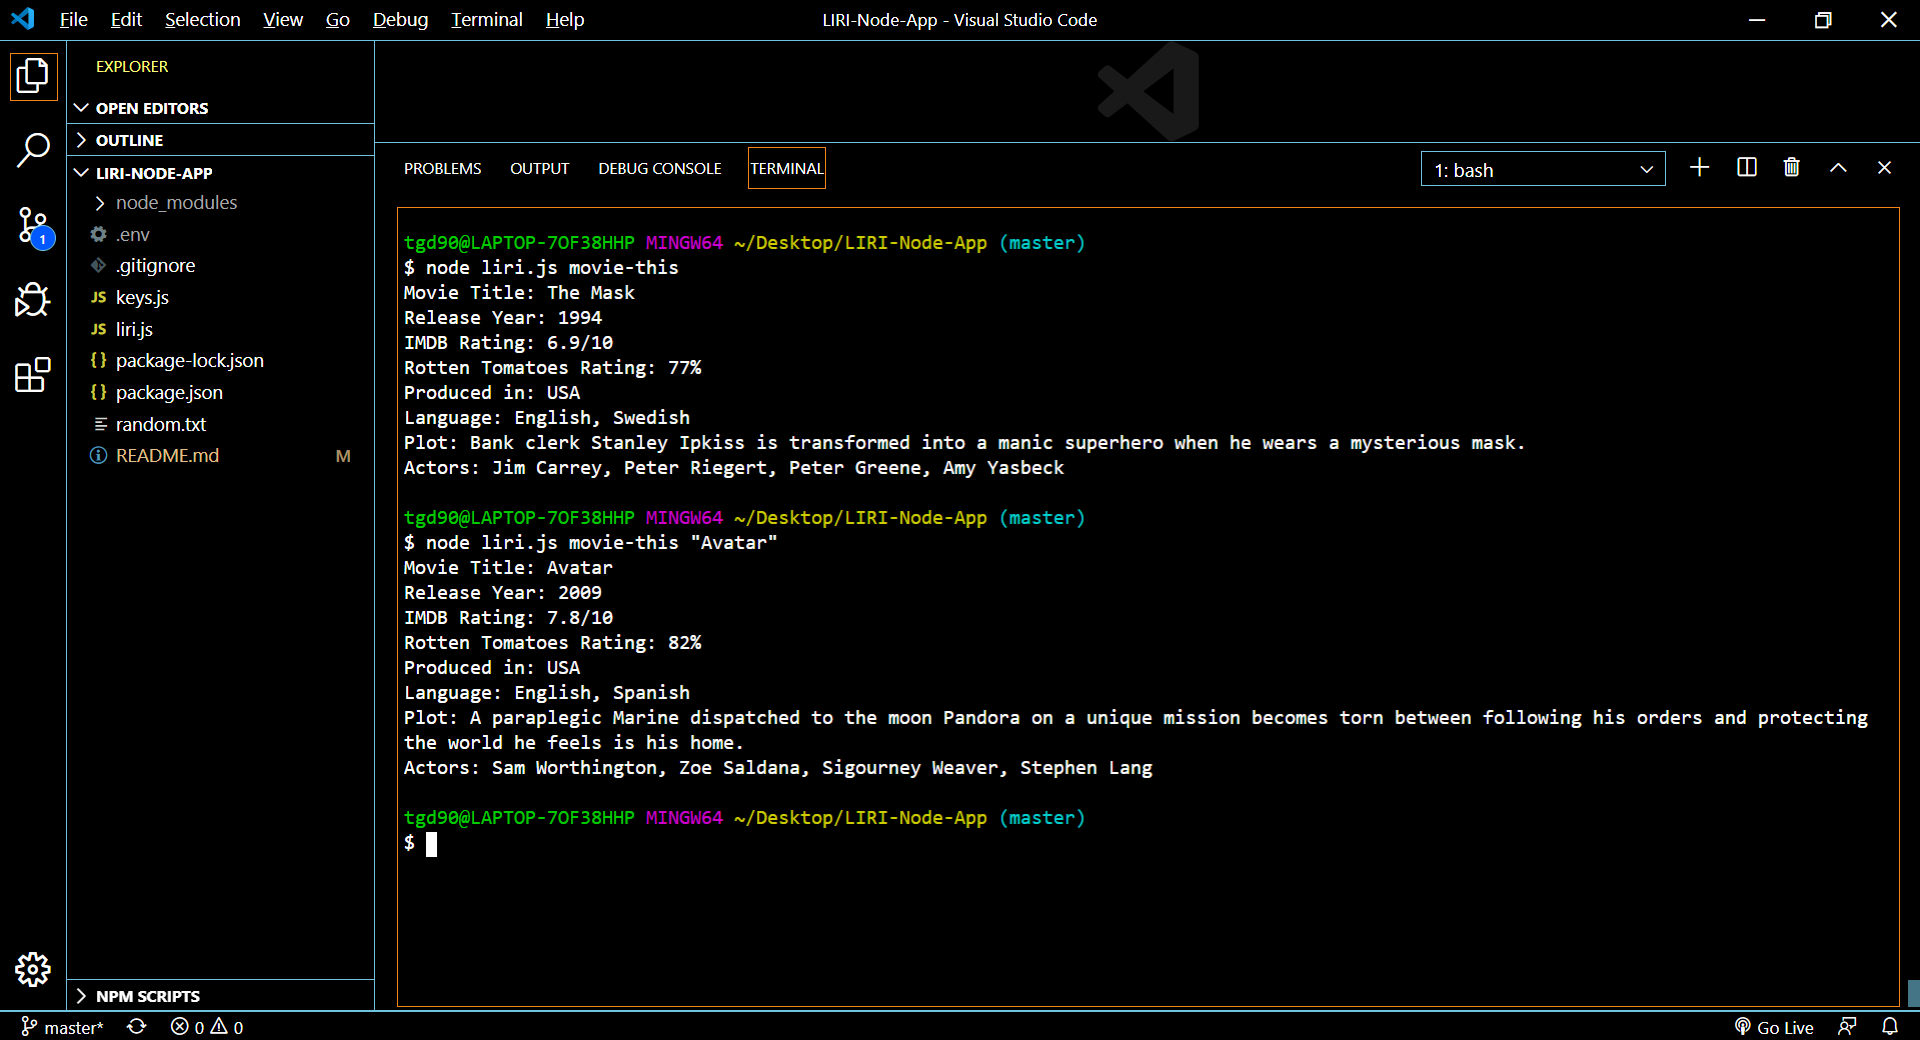 File Edit Selection View Go Debug Terminal Help
LIRI-Node-App - Visual Studio Code
EXPLORER
OPEN EDITORS
OUTLINE
LIRI-NODE-APP
node_modules
.env
.gitignore
JS keys.js
JS liri.js
{} package-lock.json
{} package.json
random.txt
README.md M
NPM SCRIPTS
1
PROBLEMS OUTPUT DEBUG CONSOLE TERMINAL
1: bash
tgd90@LAPTOP-7OF38HHP MINGW64 ~/Desktop/LIRI-Node-App (master)
$ node liri.js movie-this
Movie Title: The Mask
Release Year: 1994
IMDB Rating: 6.9/10
Rotten Tomatoes Rating: 77%
Produced in: USA
Language: English, Swedish
Plot: Bank clerk Stanley Ipkiss is transformed into a manic superhero when he wears a mysterious mask.
Actors: Jim Carrey, Peter Riegert, Peter Greene, Amy Yasbeck
tgd90@LAPTOP-7OF38HHP MINGW64 ~/Desktop/LIRI-Node-App (master)
$ node liri.js movie-this "Avatar"
Movie Title: Avatar
Release Year: 2009
IMDB Rating: 7.8/10
Rotten Tomatoes Rating: 82%
Produced in: USA
Language: English, Spanish
Plot: A paraplegic Marine dispatched to the moon Pandora on a unique mission becomes torn between following his orders and protecting
the world he feels is his home.
Actors: Sam Worthington, Zoe Saldana, Sigourney Weaver, Stephen Lang
tgd90@LAPTOP-7OF38HHP MINGW64 ~/Desktop/LIRI-Node-App (master)
$
master* 0 0
Go Live